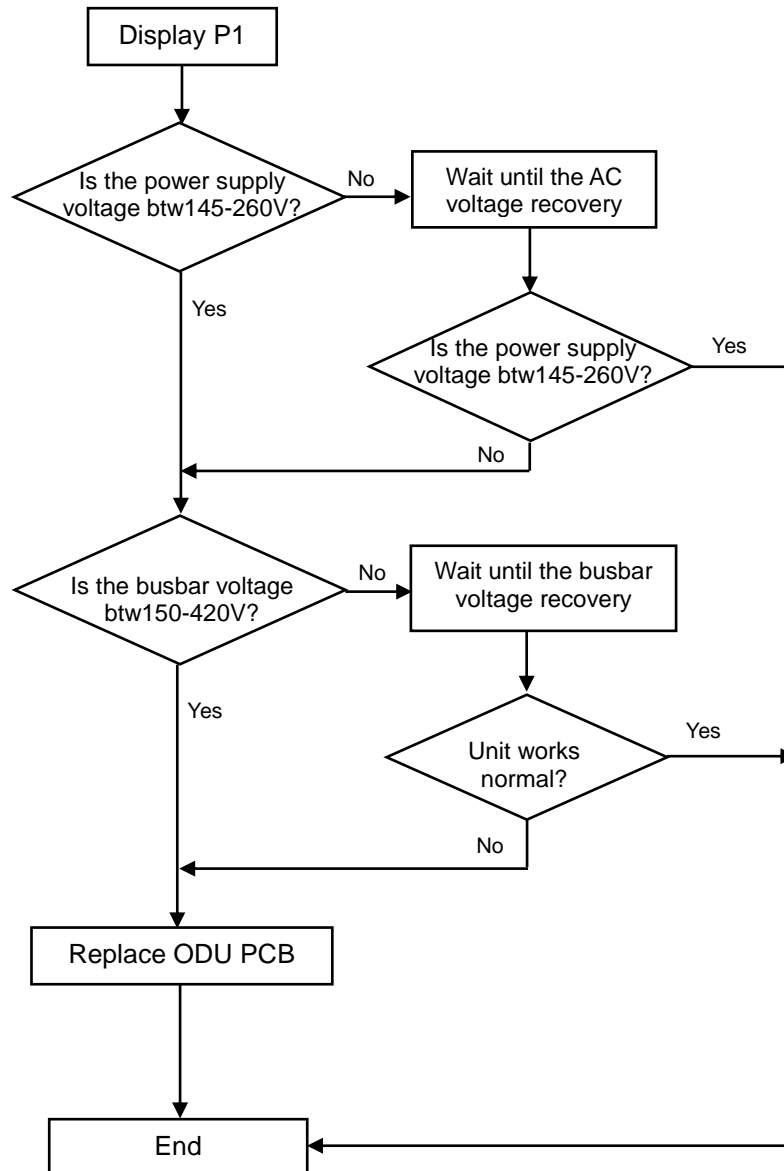 Display P1
Is the power supply
voltage btw145-260V?
No
Wait until the AC
voltage recovery
Yes
Is the power supply
voltage btw145-260V?
Yes
No
Is the busbar voltage
btw150-420V?
No
Wait until the busbar
voltage recovery
Yes
Unit works
normal?
Yes
No
Replace ODU PCB
End